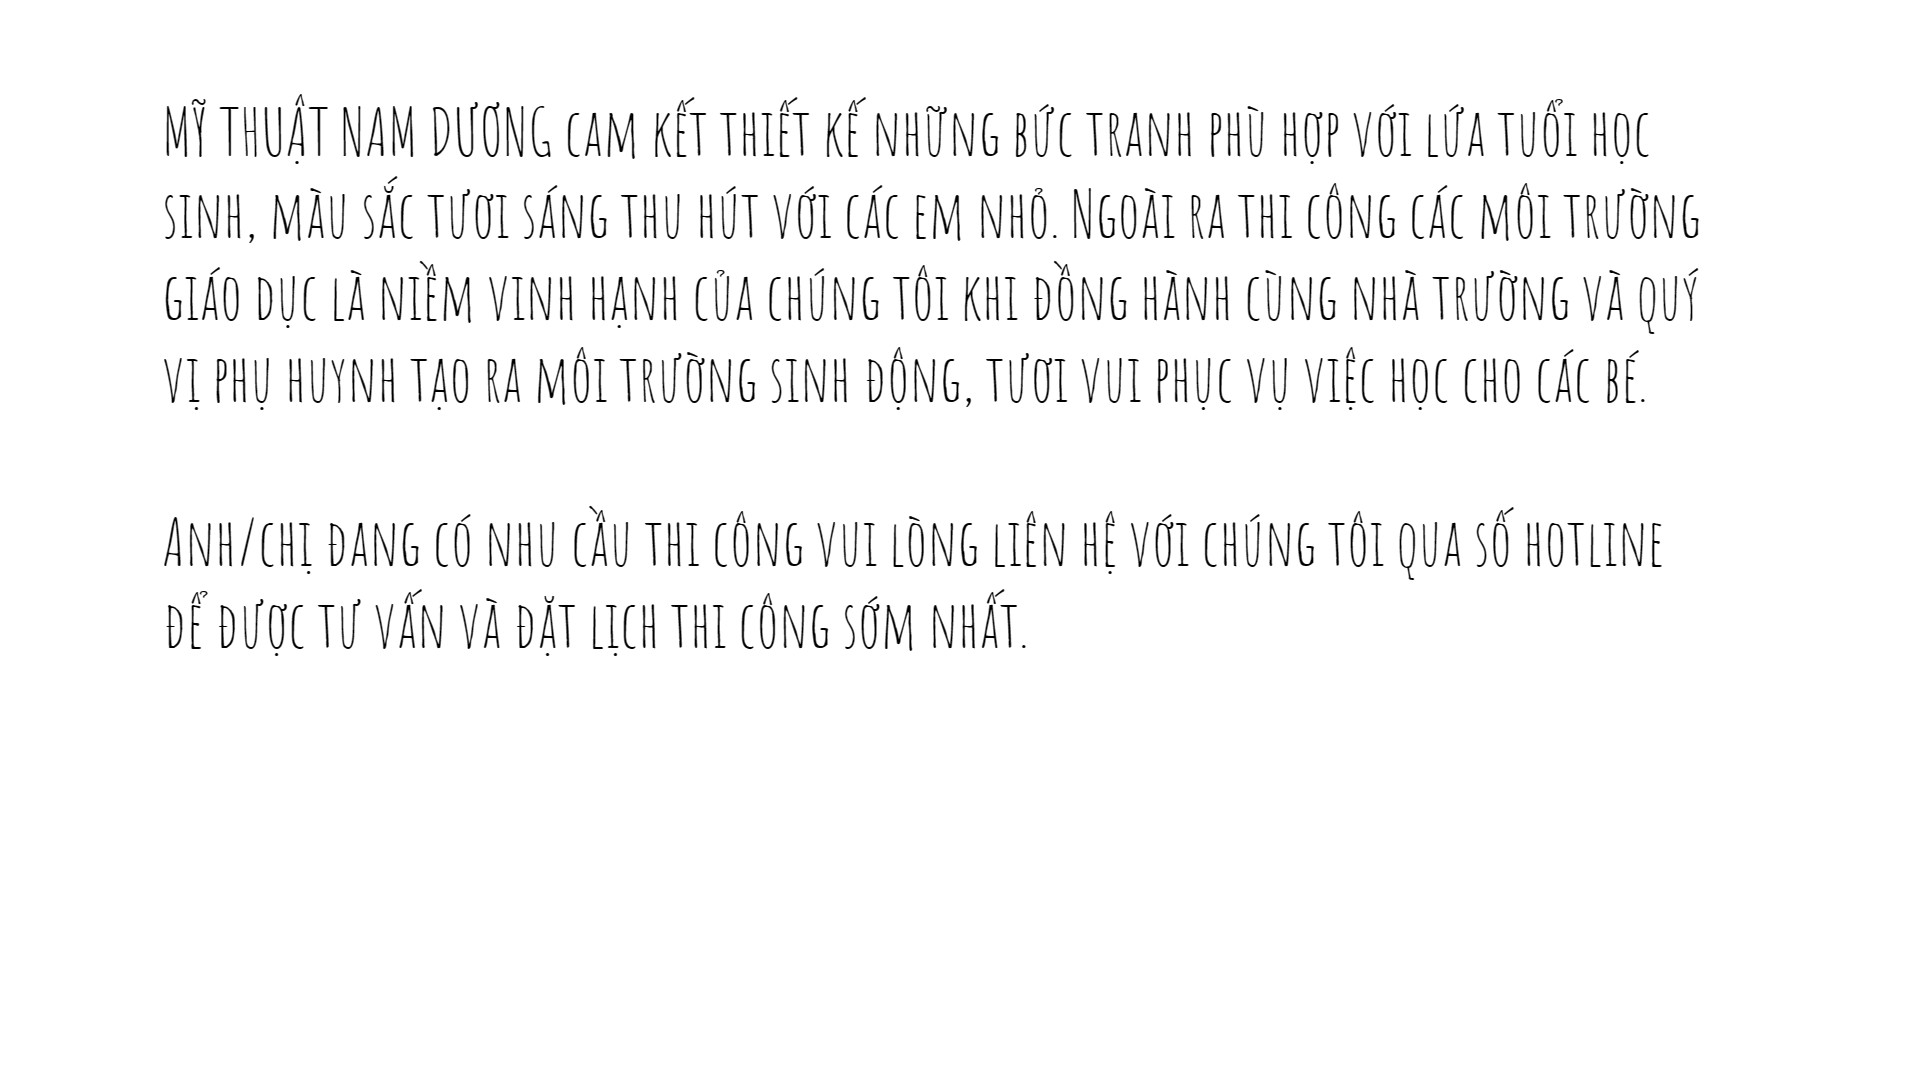 MỸ THUẬT NAM DƯƠNG cam kết thiết kế những bức tranh phù hợp với lứa tuổi học
sinh, màu sắc tươi sáng thu hút với các em nhỏ. Ngoài ra thi công các môi trường
giáo dục là niềm vinh hạnh của chúng tôi khi đồng hành cùng nhà trường và quý
vị phụ huynh tạo ra môi trường sinh động, tươi vui phục vụ việc học cho các bé.
Anh/chị đang có nhu cầu thi công vui lòng liên hệ với chúng tôi qua số hotline
để được tư vấn và đặt lịch thi công sớm nhất.